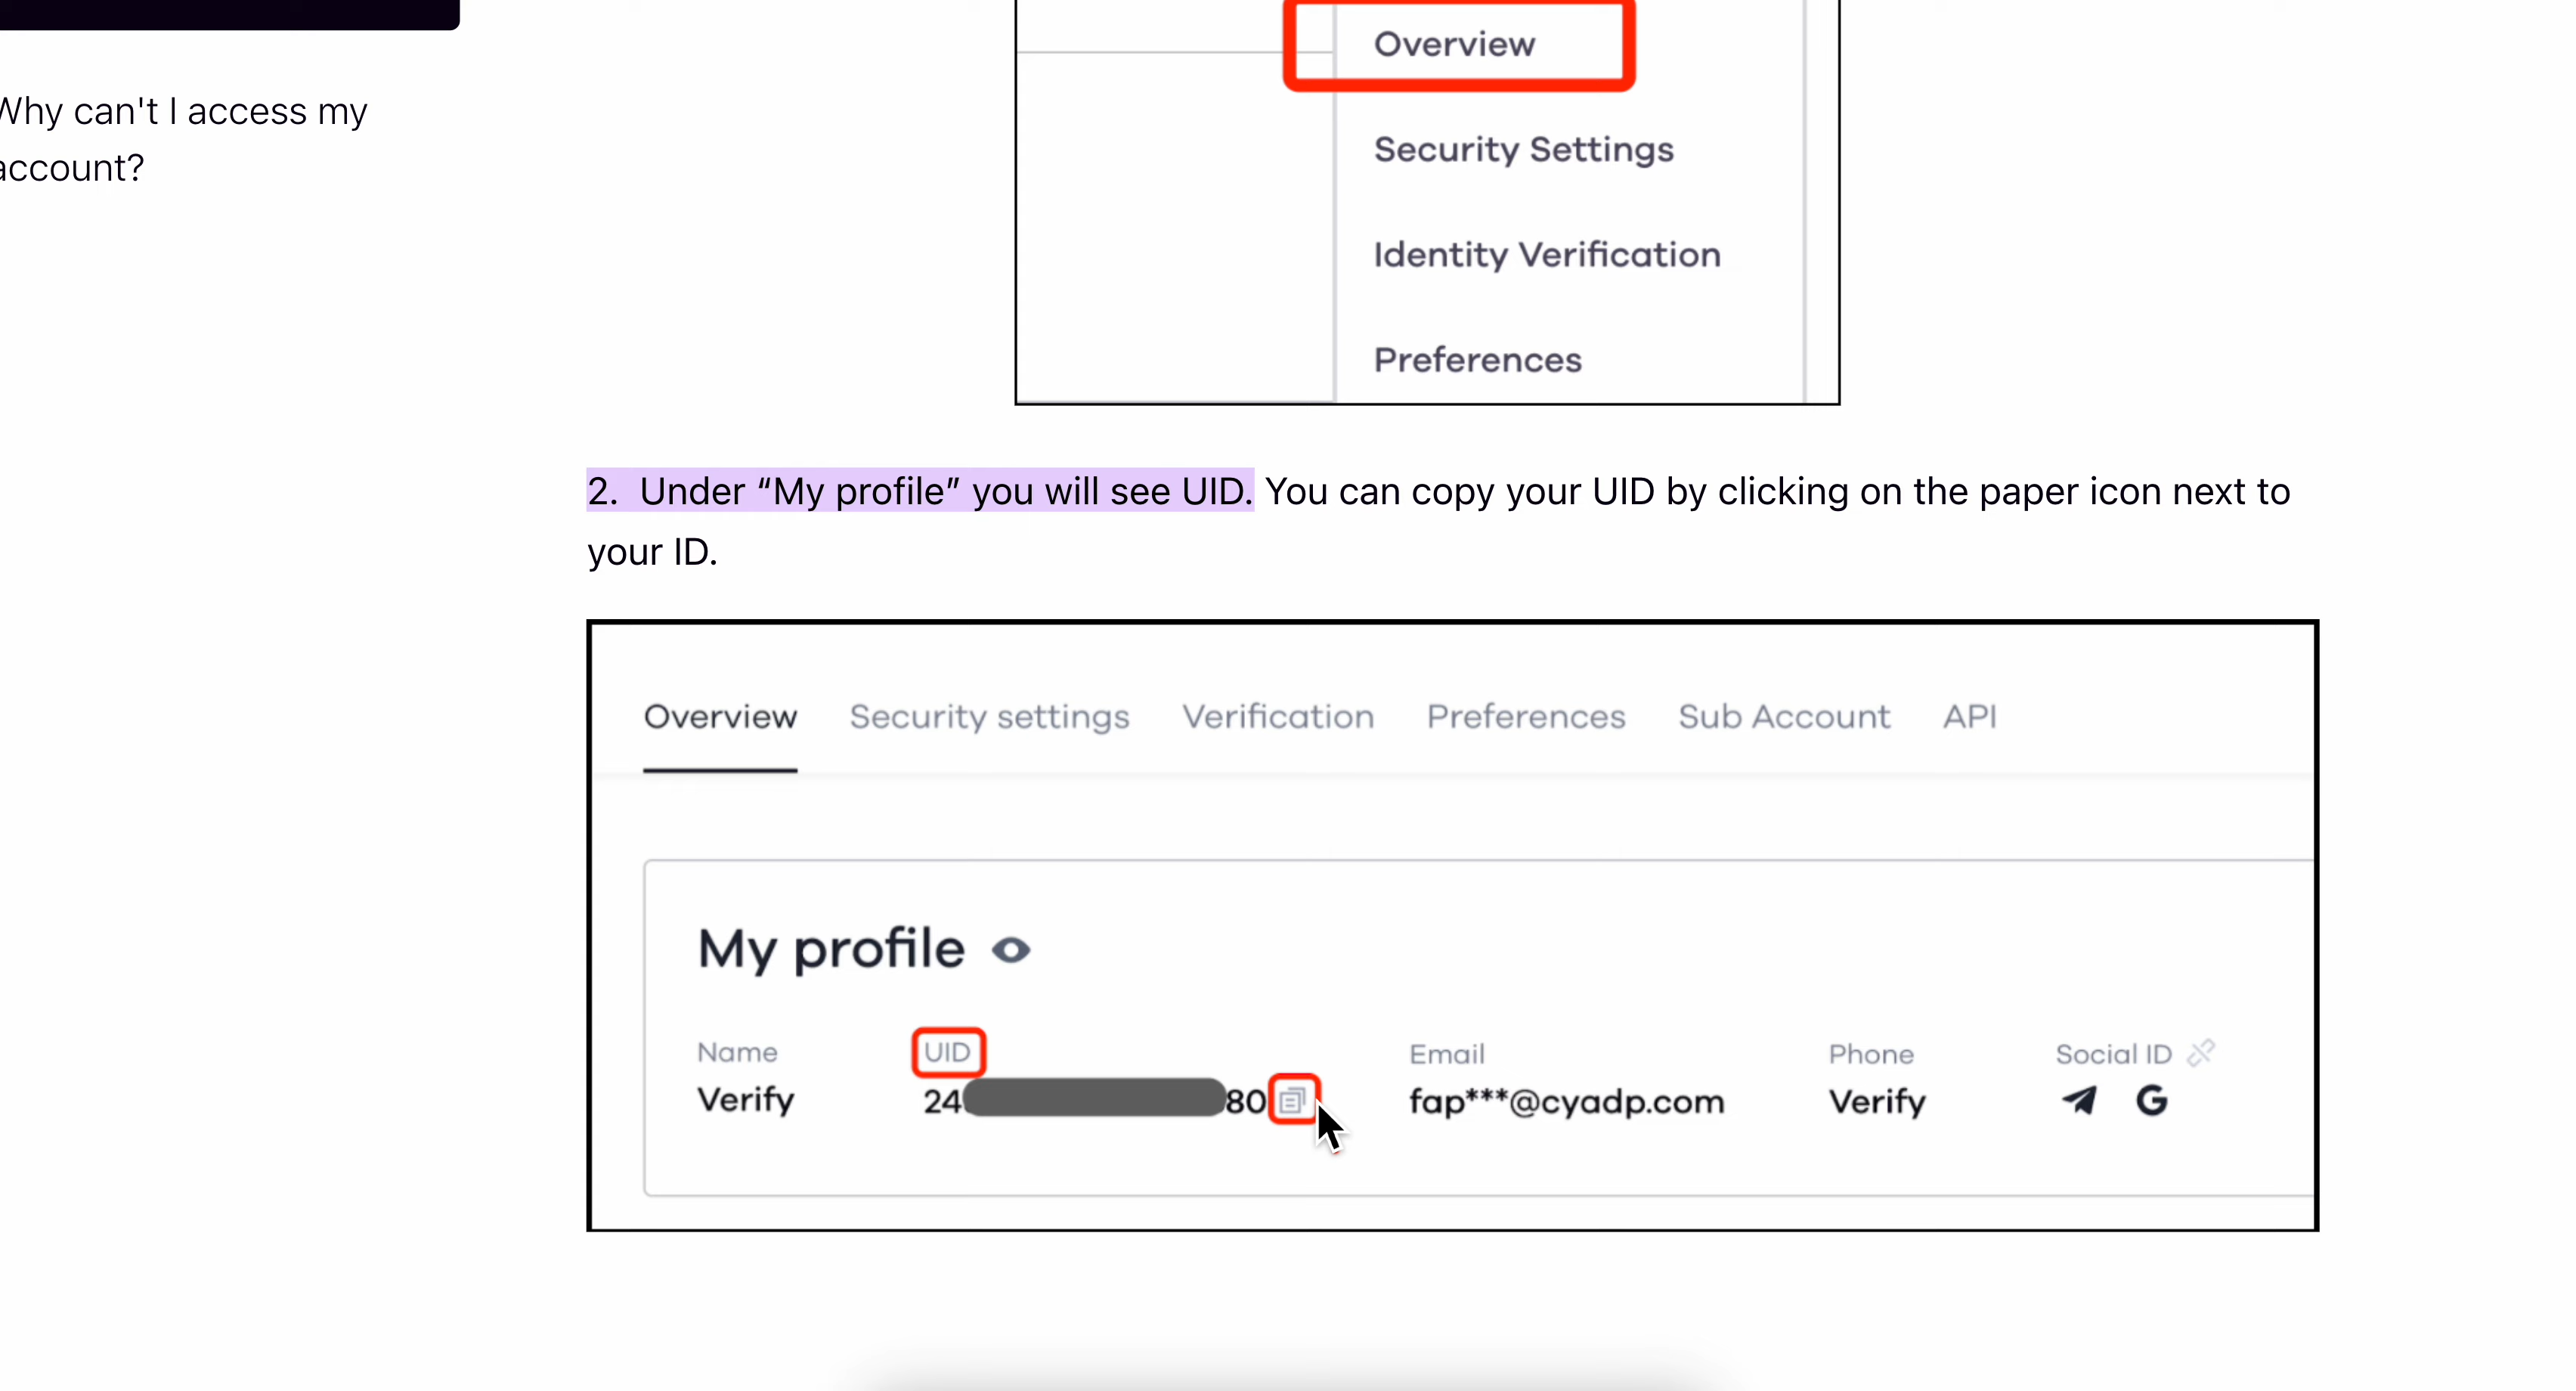 Why can't I access my
account?
Overview
Security Settings
Identity Verification
Preferences
2. Under “My profile” you will see UID. You can copy your UID by clicking on the paper icon next to
your ID.
Overview Security settings Verification Preferences Sub Account API
My profile
Name UID Email Phone Social ID
Verify 24 80 fap***@cyadp.com Verify